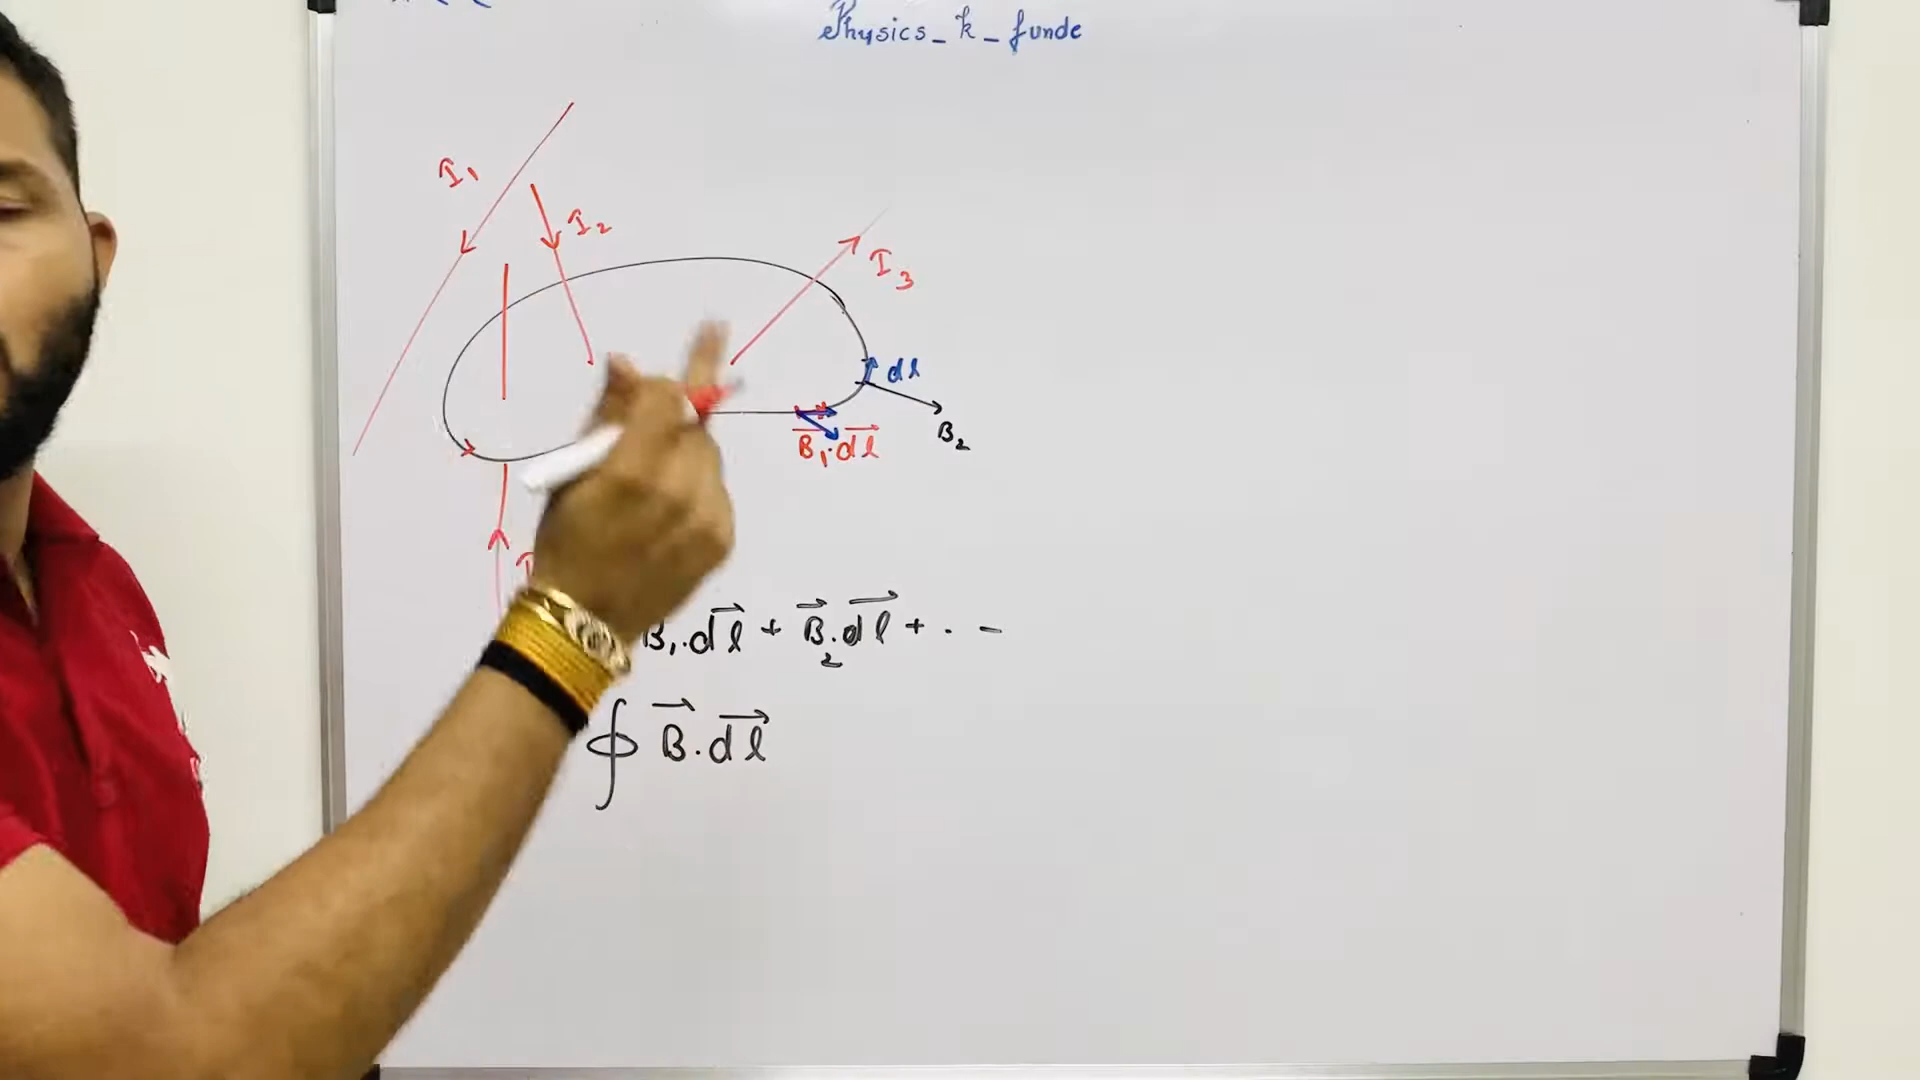 Physics_k_funde
I₁
I₂
I₃
dl
B₂
B₁.dl
B₁.dl + B₂.dl + . -
∮ B.dl